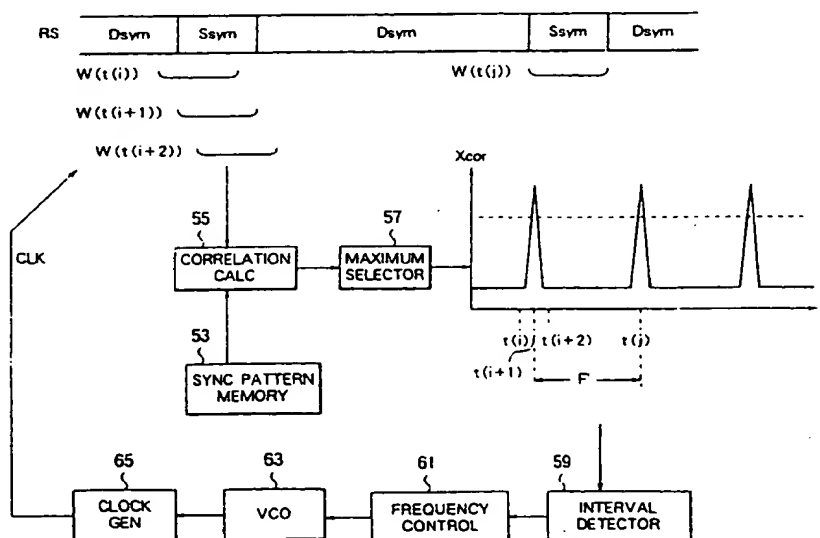 RS Dsym Ssym Dsym Ssym Dsym
W(t(i)) W(t(j))
W(t(i+1))
W(t(i+2))
Xcor
55
57
CLK
CORRELATION
CALC
MAXIMUM
SELECTOR
53
SYNC PATTERN
MEMORY
t(i) t(i+2) t(j)
t(i+1)
F
65
63
61
59
CLOCK
GEN
VCO
FREQUENCY
CONTROL
INTERVAL
DETECTOR